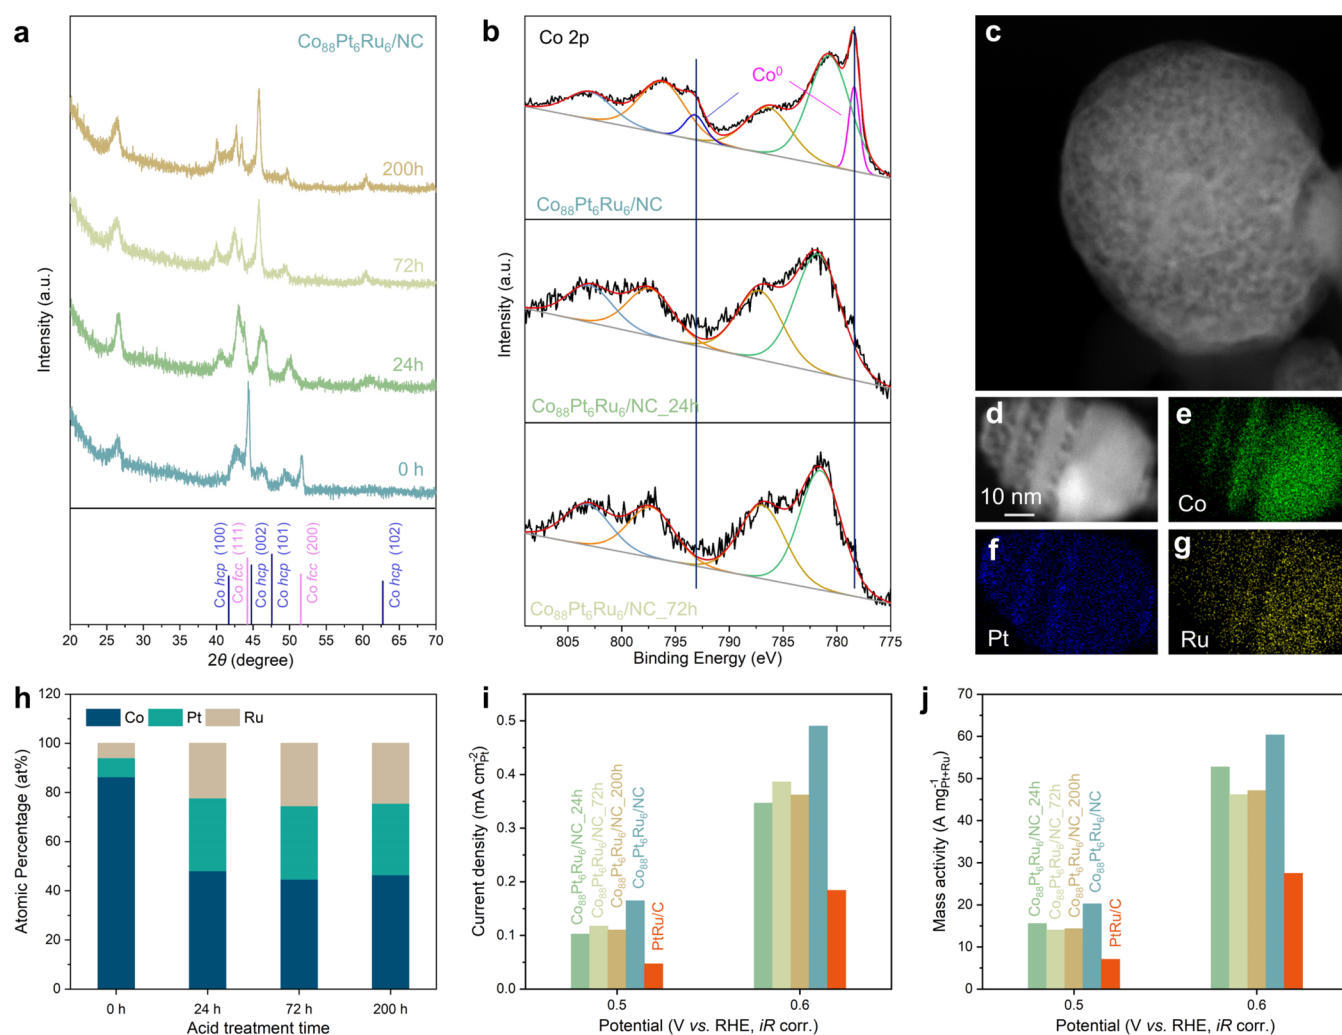 a
Co₈₈Pt₆Ru₆/NC
200h
72h
24h
0 h
Intensity (a.u.)
Co hcp (100)
Co fcc (111)
Co hcp (002)
Co hcp (101)
Co fcc (200)
Co hcp (102)
20 25 30 35 40 45 50 55 60 65 70
2θ (degree)
b
Co 2p
Co⁰
Co₈₈Pt₆Ru₆/NC
Co₈₈Pt₆Ru₆/NC_24h
Co₈₈Pt₆Ru₆/NC_72h
Intensity (a.u.)
805 800 795 790 785 780 775
Binding Energy (eV)
c
d
10 nm
e
Co
f
Pt
g
Ru
h
Co Pt Ru
120
100
80
60
40
20
0
Atomic Percentage (at%)
0 h 24 h 72 h 200 h
Acid treatment time
i
0.5
0.4
0.3
0.2
0.1
0.0
Current density (mA cm⁻²Pt)
Co₈₈Pt₆Ru₆/NC_24h
Co₈₈Pt₆Ru₆/NC_72h
Co₈₈Pt₆Ru₆/NC_200h
Co₈₈Pt₆Ru₆/NC
PtRu/C
0.5 0.6
Potential (V vs. RHE, iR corr.)
j
70
60
50
40
30
20
10
0
Mass activity (A mg⁻¹Pt+Ru)
Co₈₈Pt₆Ru₆/NC_24h
Co₈₈Pt₆Ru₆/NC_72h
Co₈₈Pt₆Ru₆/NC_200h
Co₈₈Pt₆Ru₆/NC
PtRu/C
0.5 0.6
Potential (V vs. RHE, iR corr.)